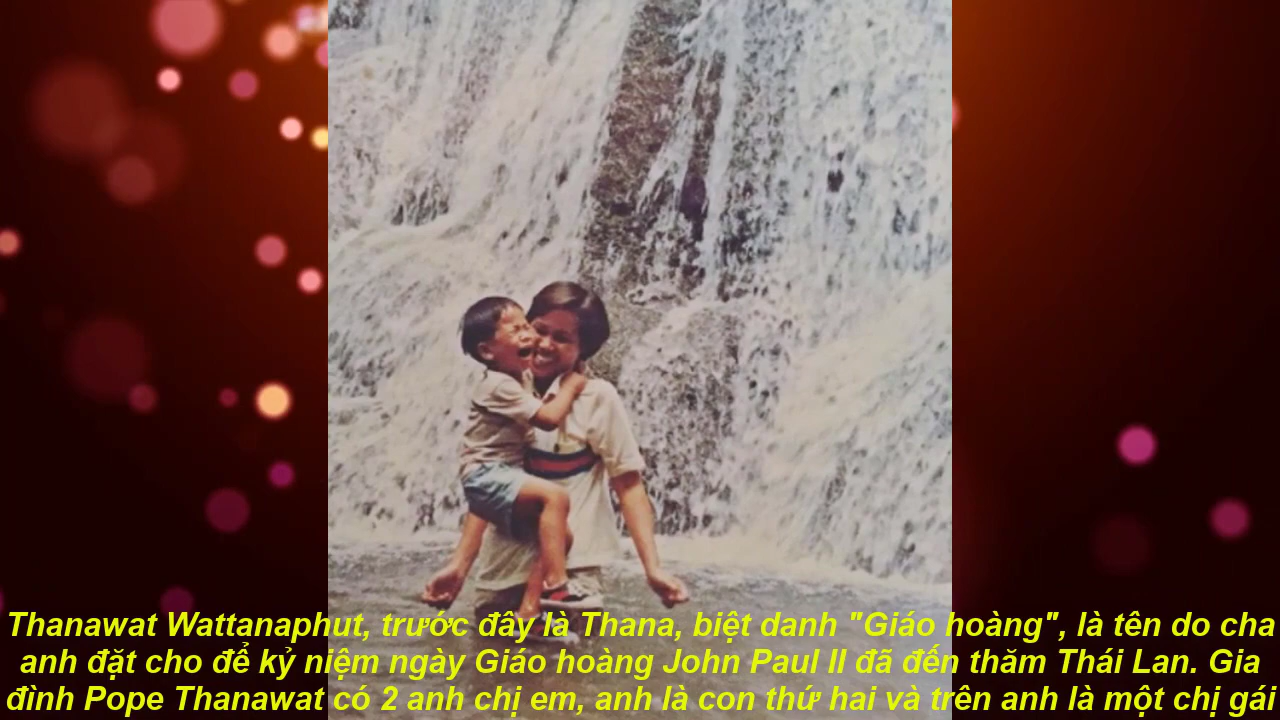 Thanawat Wattanaphut, trước đây là Thana, biệt danh "Giáo hoàng", là tên do cha
anh đặt cho để kỷ niệm ngày Giáo hoàng John Paul II đã đến thăm Thái Lan. Gia
đình Pope Thanawat có 2 anh chị em, anh là con thứ hai và trên anh là một chị gái